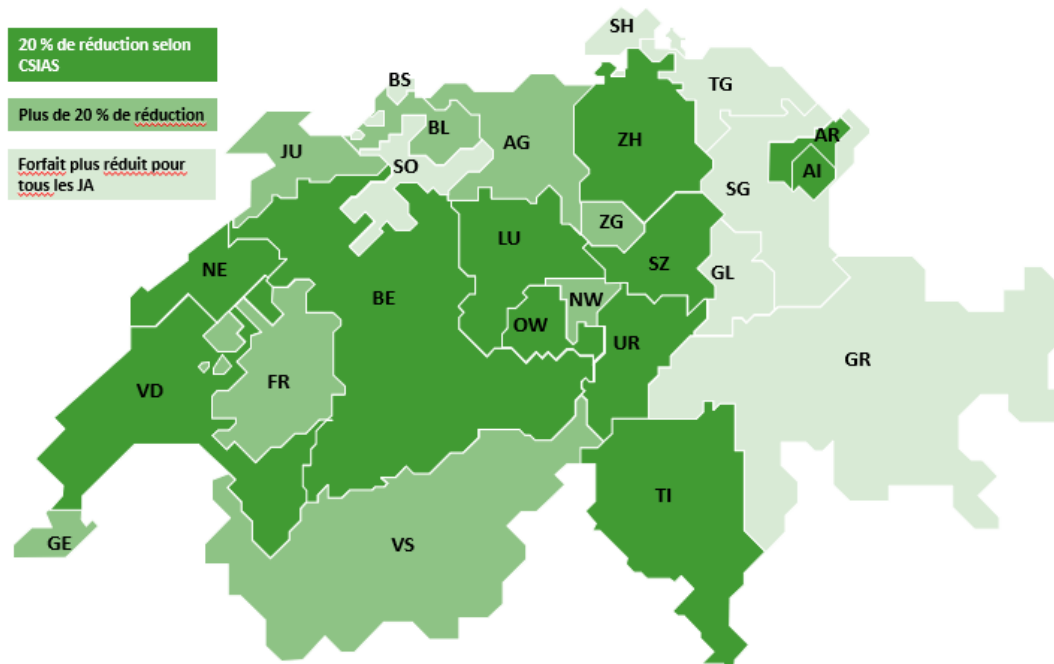 20 % de réduction selon
CSIAS
Plus de 20 % de réduction
Forfait plus réduit pour
tous les JA
SH
BS
TG
BL
AG
ZH
AR
JU
SO
AI
SG
ZG
LU
NE
SZ
GL
BE
NW
OW
UR
GR
VD
FR
TI
GE
VS